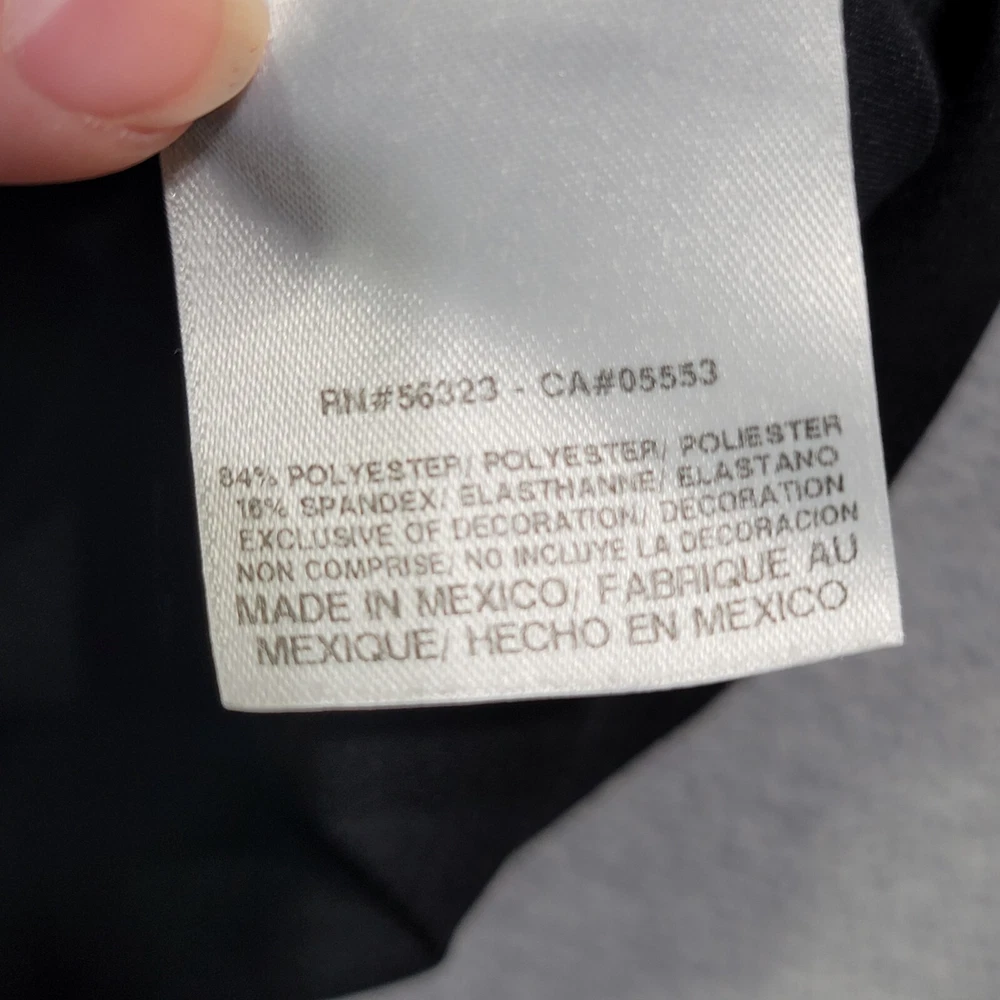 RN#56323 - CA#05553
84% POLYESTER/ POLYESTER/ POLIESTER
16% SPANDEX/ ELASTHANNE/ ELASTANO
EXCLUSIVE OF DECORATION/ DECORATION
NON COMPRISE/ NO INCLUYE LA DECORACION
MADE IN MEXICO/ FABRIQUE AU
MEXIQUE/ HECHO EN MEXICO